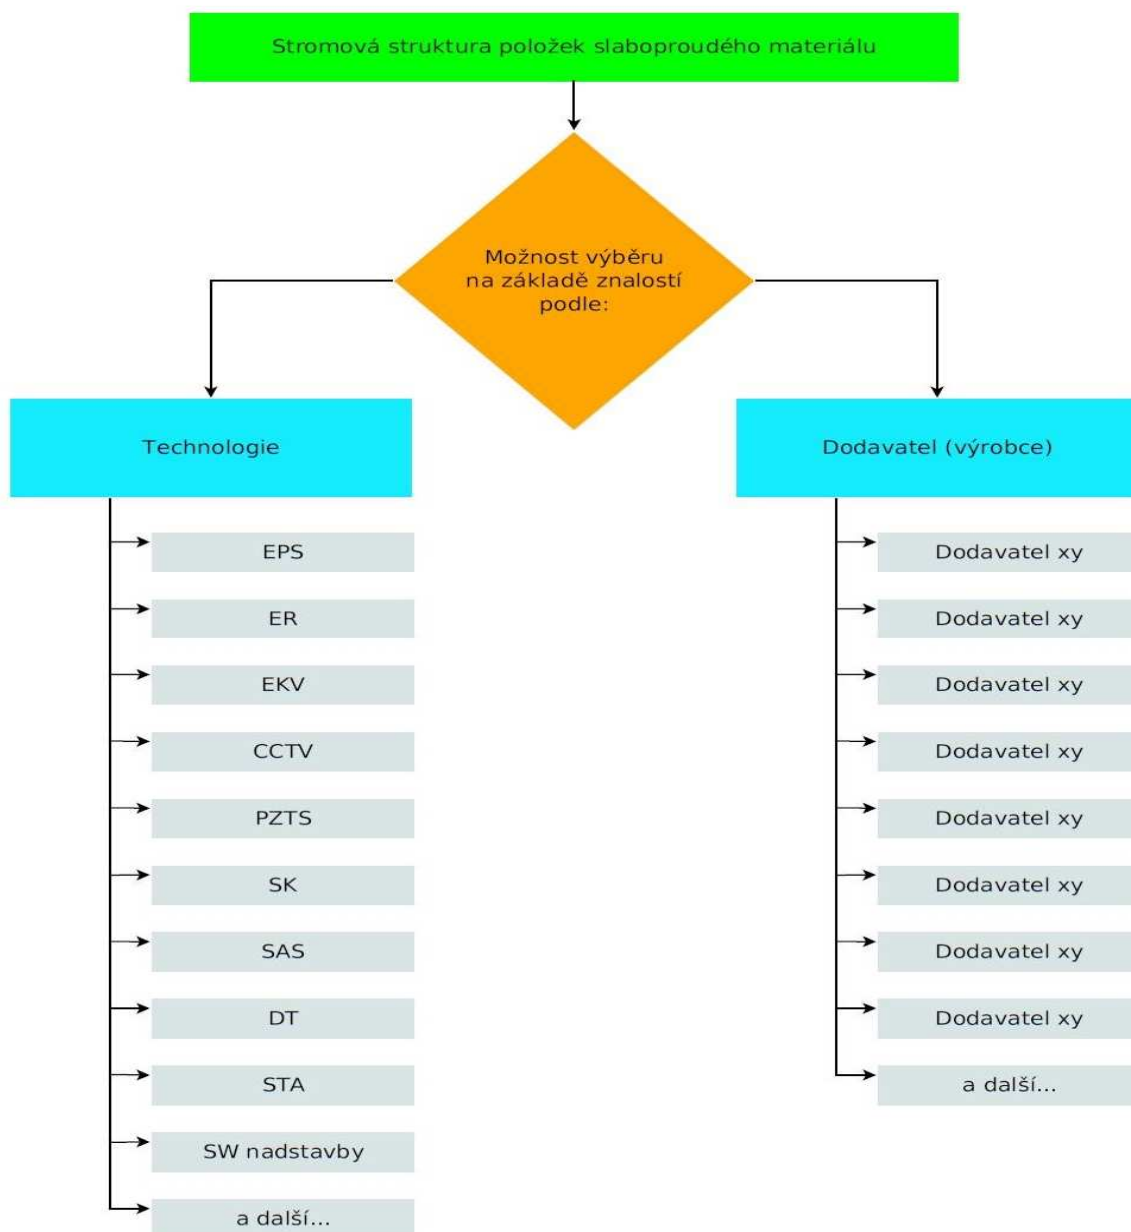 Stromová struktura položek slaboproudého materiálu
Možnost výběru
na základě znalostí
podle:
Technologie
EPS
ER
EKV
CCTV
PZTS
SK
SAS
DT
STA
SW nadstavby
a další...
Dodavatel (výrobce)
Dodavatel xy
Dodavatel xy
Dodavatel xy
Dodavatel xy
Dodavatel xy
Dodavatel xy
Dodavatel xy
Dodavatel xy
a další...